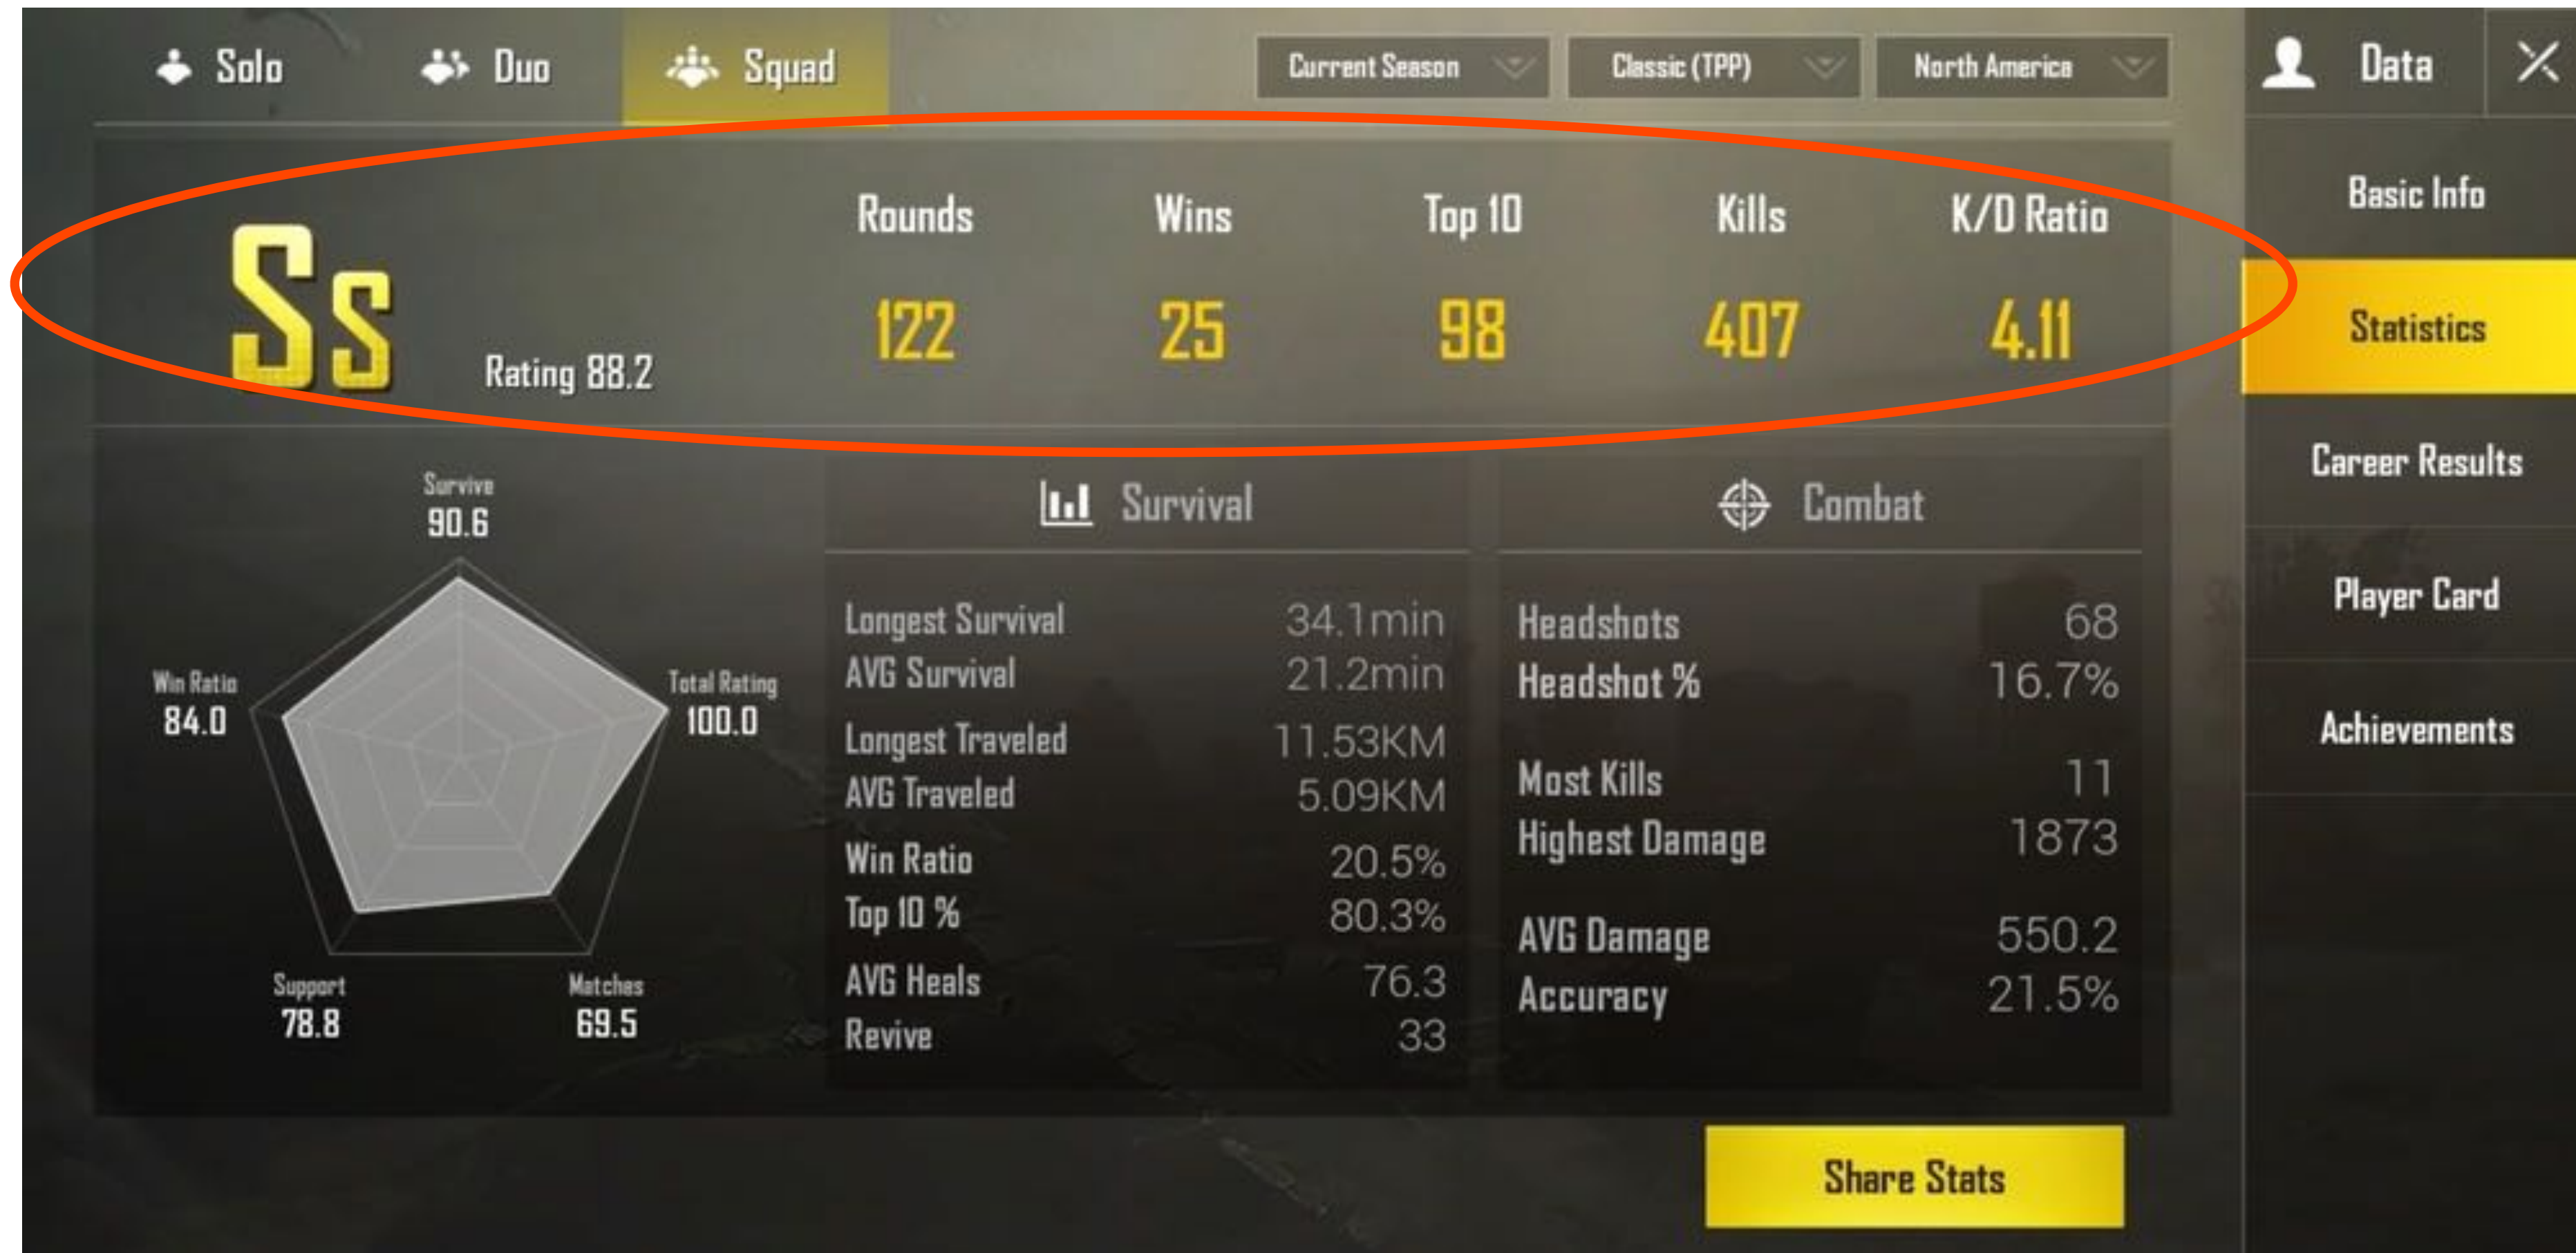 Solo Duo Squad Current Season Classic (TPP) North America Data
Ss Rating 88.2
Rounds Wins Top 10 Kills K/D Ratio
122 25 98 407 4.11
Basic Info
Statistics
Career Results
Player Card
Achievements
Survive
90.6
Win Ratio
84.0
Total Rating
100.0
Support
78.8
Matches
69.5
Survival
Longest Survival 34.1min
AVG Survival 21.2min
Longest Traveled 11.53KM
AVG Traveled 5.09KM
Win Ratio 20.5%
Top 10 % 80.3%
AVG Heals 76.3
Revive 33
Combat
Headshots 68
Headshot % 16.7%
Most Kills 11
Highest Damage 1873
AVG Damage 550.2
Accuracy 21.5%
Share Stats